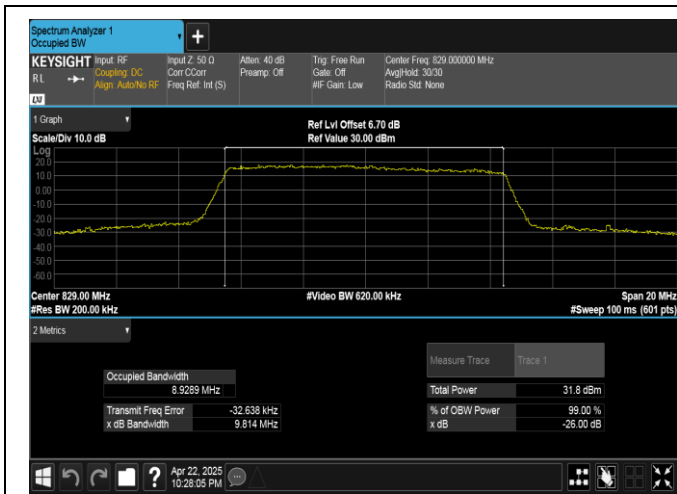 Spectrum Analyzer 1
Occupied BW
KEYSIGHT
RL
LXI
Input: RF
Coupling: DC
Align: Auto/No RF
Input Z: 50 Ω
Corr CCorr
Freq Ref: Int (S)
Atten: 40 dB
Preamp: Off
Trig: Free Run
Gate: Off
#IF Gain: Low
Center Freq: 829.000000 MHz
Avg|Hold: 30/30
Radio Std: None
1 Graph
Scale/Div 10.0 dB
Ref Lvl Offset 6.70 dB
Ref Value 30.00 dBm
Log
20.0
10.0
0.00
-10.0
-20.0
-30.0
-40.0
-50.0
-60.0
Center 829.00 MHz
#Video BW 620.00 kHz
Span 20 MHz
#Res BW 200.00 kHz
#Sweep 100 ms (601 pts)
2 Metrics
Measure Trace Trace 1
Occupied Bandwidth
8.9289 MHz
Total Power 31.8 dBm
Transmit Freq Error -32.638 kHz
% of OBW Power 99.00 %
x dB Bandwidth 9.814 MHz
x dB -26.00 dB
?
Apr 22, 2025
10:28:05 PM